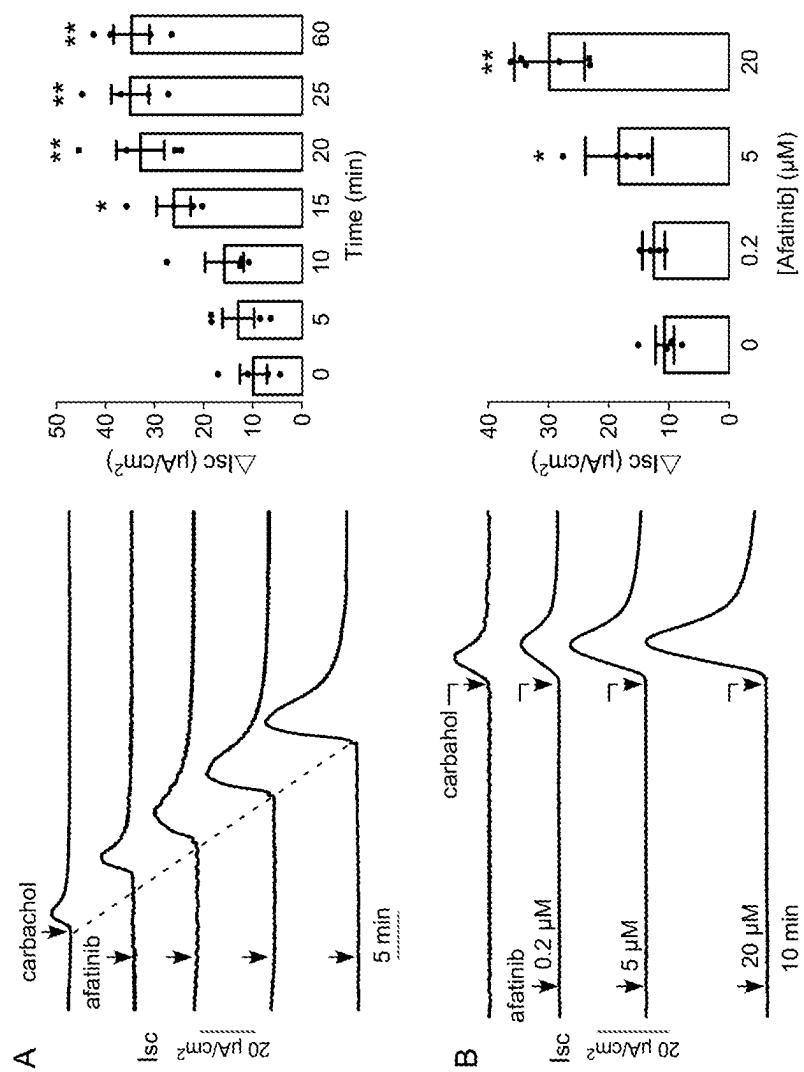 A
carbachol
afatinib
Isc
20 µA/cm²
5 min
△Isc (µA/cm²)
50
40
30
20
10
0
**
**
**
*
0
5
10
15
20
25
60
Time (min)
B
carbahol
afatinib
0.2 µM
5 µM
20 µM
Isc
20 µA/cm²
10 min
△Isc (µA/cm²)
40
30
20
10
0
*
**
0
0.2
5
20
[Afatinib] (µM)